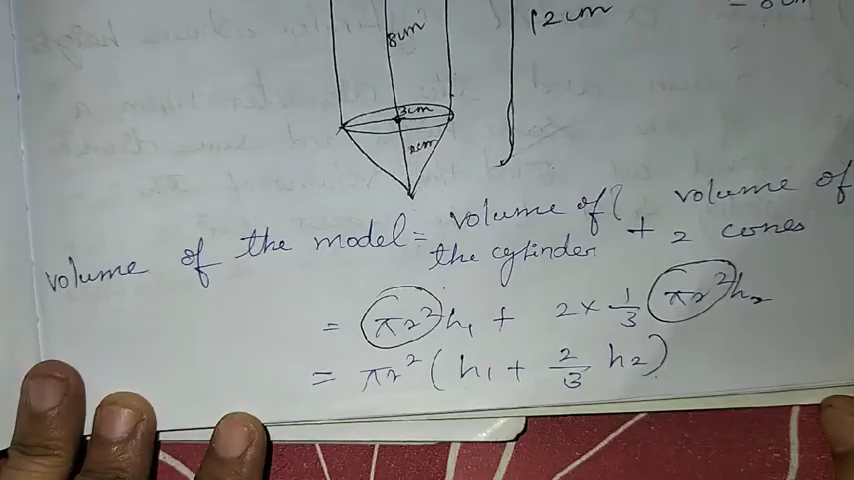 8cm
12cm
3cm
2cm
volume of the model = volume of the cylinder + volume of 2 cones
= πr²h₁ + 2 × 1/3 πr²h₂
= πr² (h₁ + 2/3 h₂)